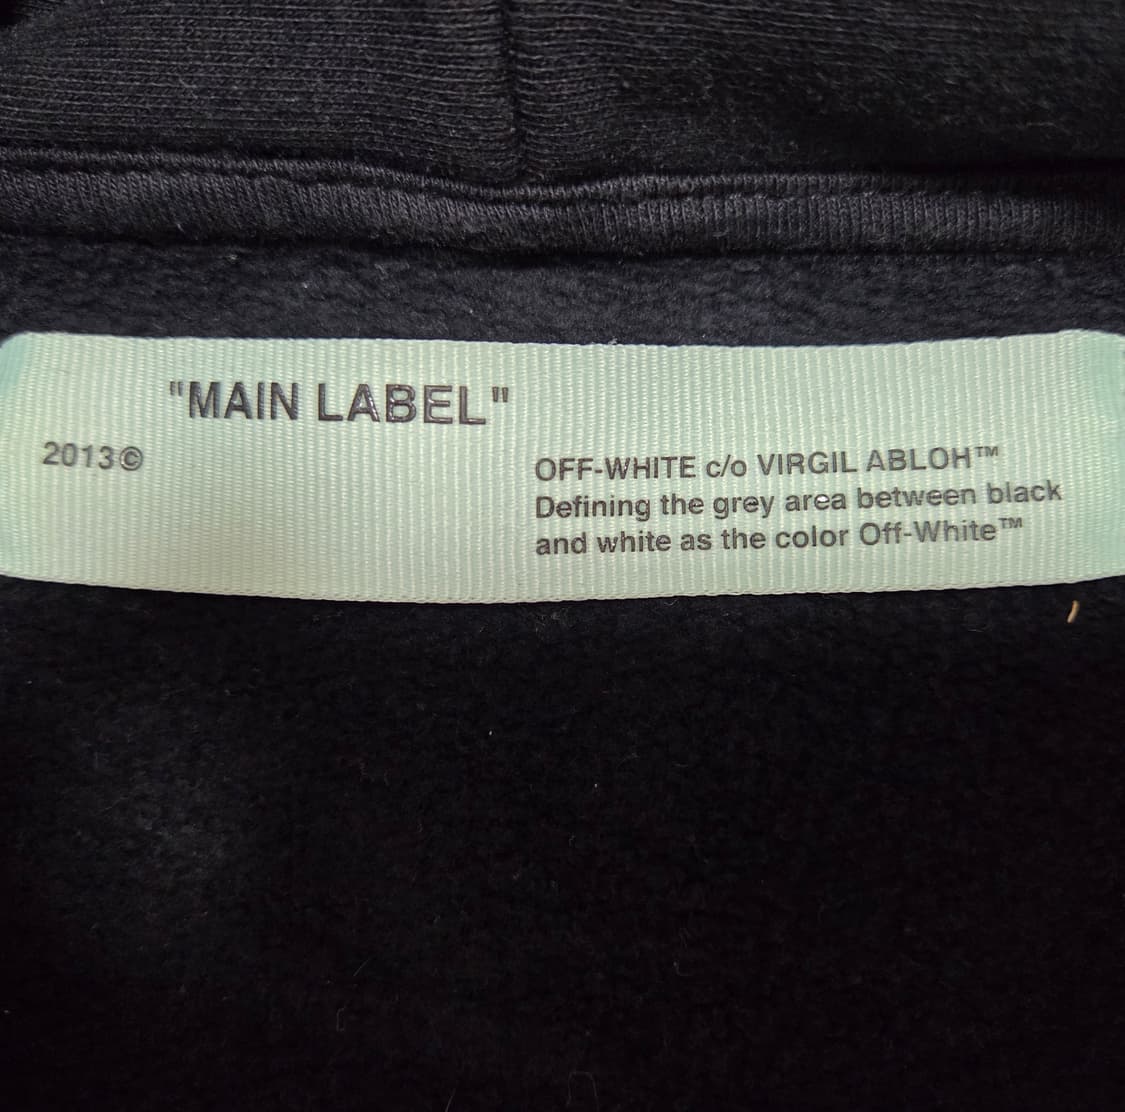 "MAIN LABEL"
2013©
OFF-WHITE c/o VIRGIL ABLOH™
Defining the grey area between black
and white as the color Off-White™